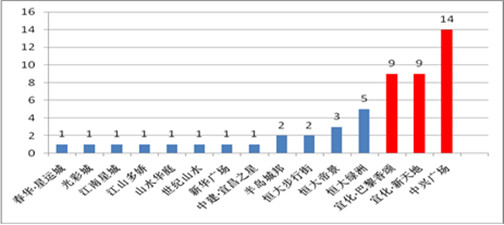 16
14
12
10
8
6
4
2
0
1 1 1 1 1 1 1 1 2 2 3 5 9 9 14
春华·星运城
光彩城
江南星城
江山多娇
山水华庭
世纪山水
新华广场
中建·宜昌之星
半岛城邦
恒大步行街
恒大帝景
恒大绿洲
宜化·巴黎香颂
宜化·新天地
中兴广场